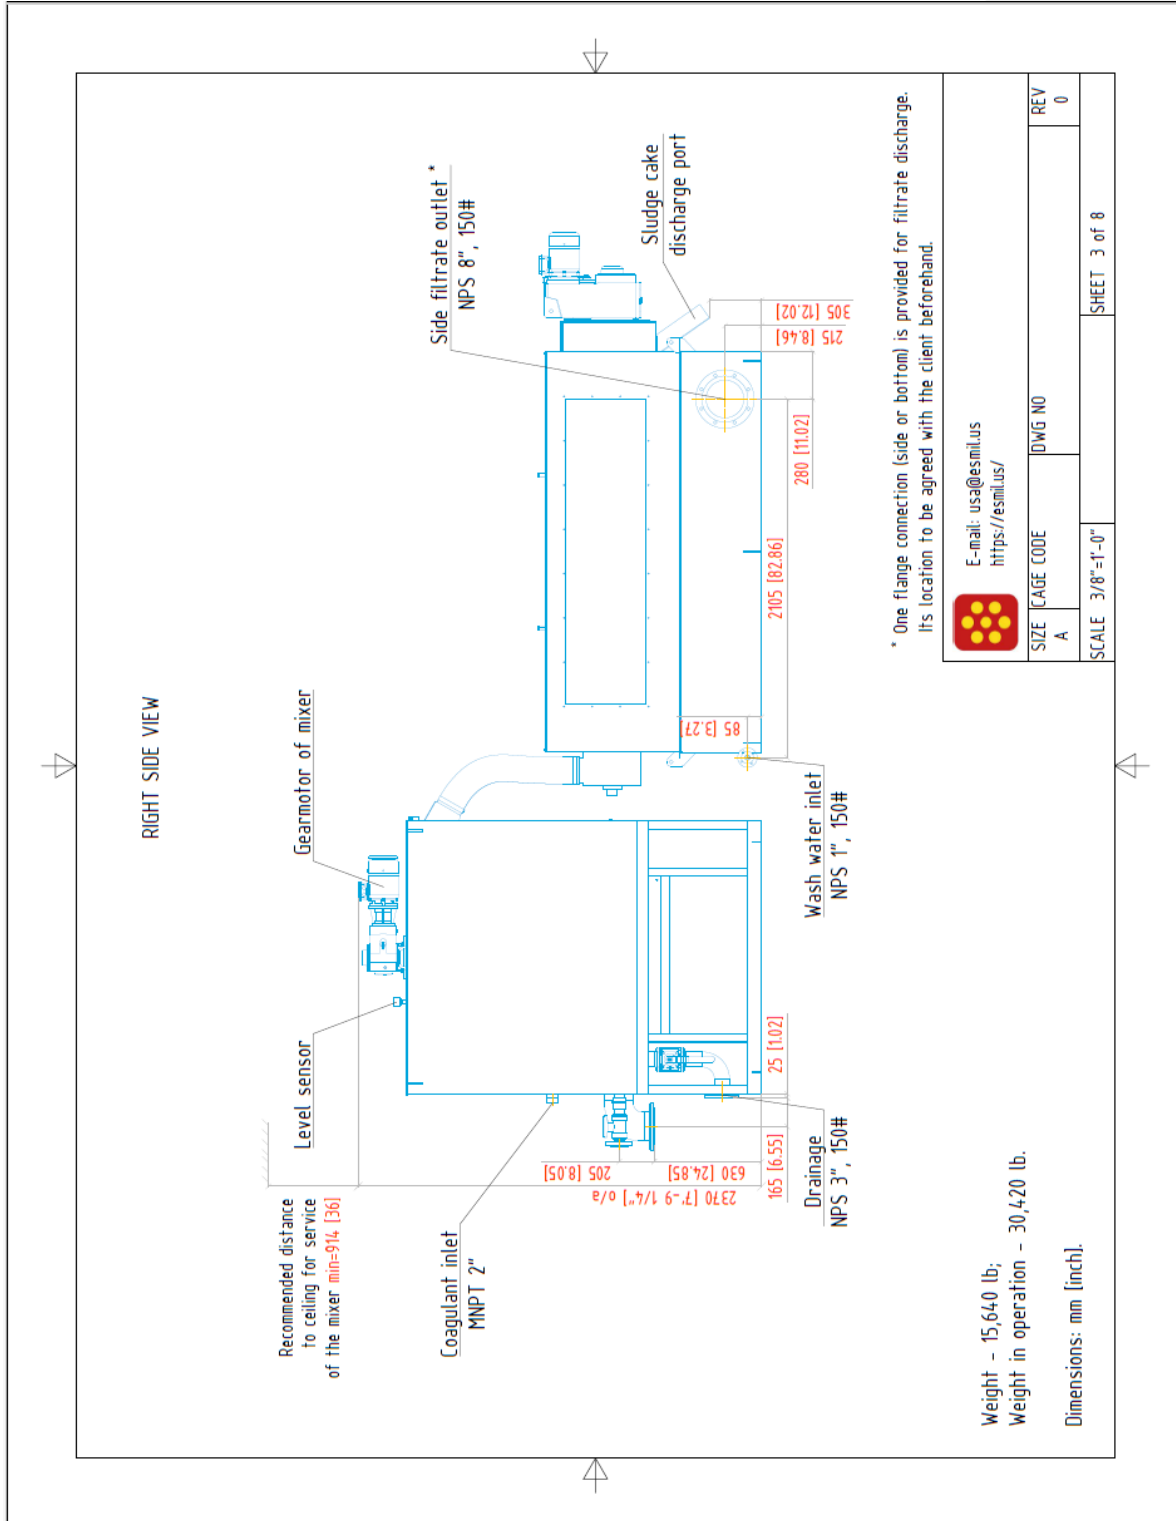 RIGHT SIDE VIEW
Recommended distance
to ceiling for service
of the mixer min=914 [36]
Level sensor
Gearmotor of mixer
Coagulant inlet
MNPT 2"
Side filtrate outlet *
NPS 8", 150#
Sludge cake
discharge port
2370 [7'-9 1/4"] o/a
205 [8.05]
630 [24.85]
165 [6.55]
25 [1.02]
85 [3.27]
2105 [82.86]
280 [11.02]
215 [8.46]
305 [12.02]
Drainage
NPS 3", 150#
Wash water inlet
NPS 1", 150#
* One flange connection (side or bottom) is provided for filtrate discharge.
Its location to be agreed with the client beforehand.
Weight - 15,640 lb;
Weight in operation - 30,420 lb.
Dimensions: mm [inch].
E-mail: usa@esmil.us
https://esmil.us/
SIZE
A
CAGE CODE
DWG NO
REV
0
SCALE 3/8"=1'-0"
SHEET 3 of 8